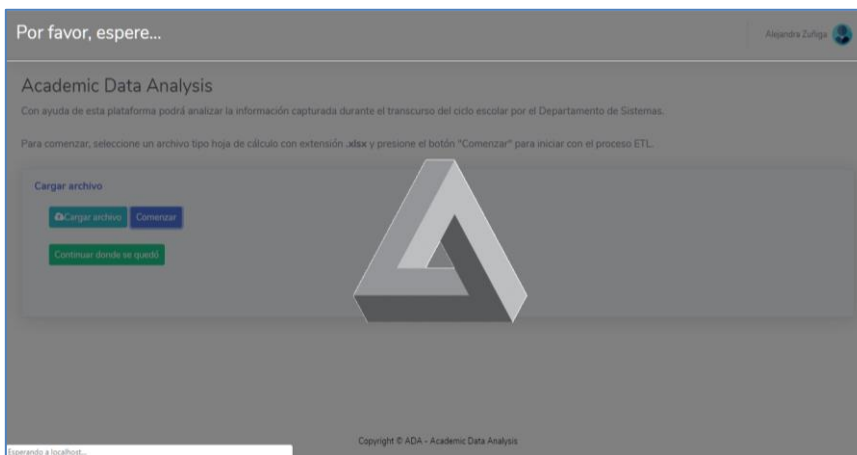 Por favor, espere...
Alejandra Zuñiga
Academic Data Analysis
Con ayuda de esta plataforma podrá analizar la información capturada durante el transcurso del ciclo escolar por el Departamento de Sistemas.
Para comenzar, seleccione un archivo tipo hoja de cálculo con extensión .xlsx y presione el botón "Comenzar" para iniciar con el proceso ETL.
Cargar archivo
Cargar archivo Comenzar
Continuar donde se quedó
Copyright © ADA - Academic Data Analysis
Esperando a localhost...